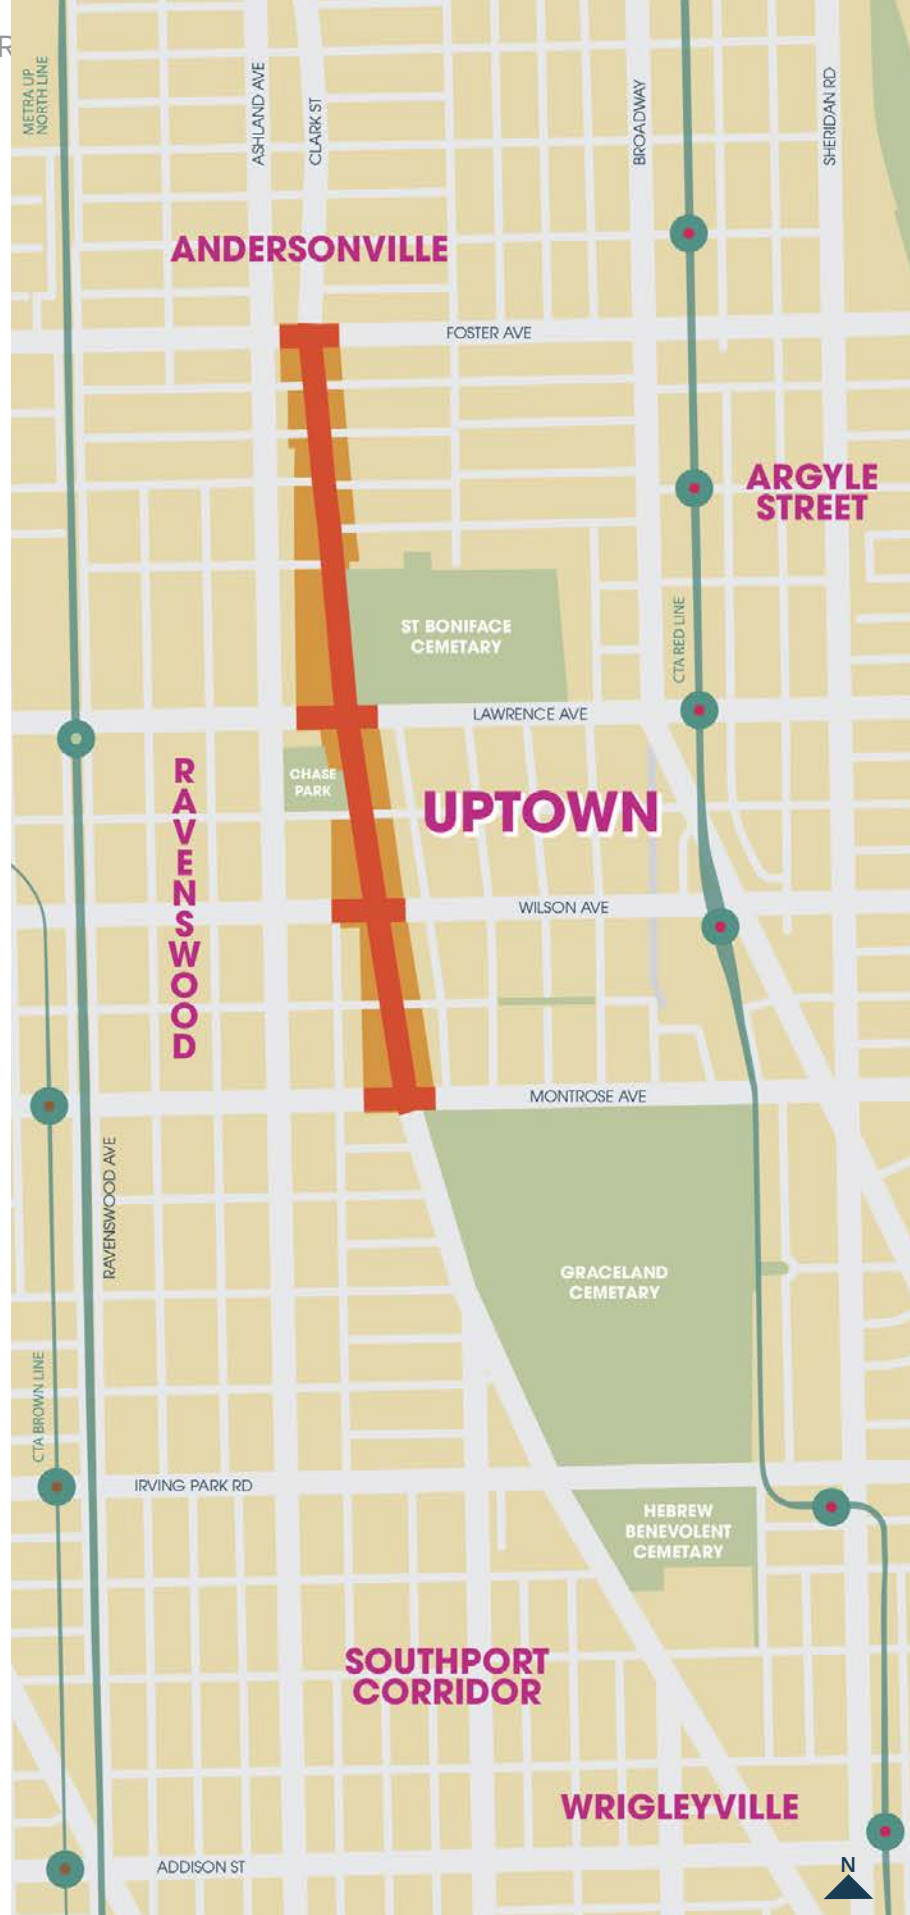 R
METRA UP
NORTH LINE
ASHLAND AVE
CLARK ST
BROADWAY
SHERIDAN RD
ANDERSONVILLE
FOSTER AVE
ARGYLE
STREET
CTA RED LINE
ST BONIFACE
CEMETARY
LAWRENCE AVE
CHASE
PARK
RAVENSWOOD
UPTOWN
WILSON AVE
MONTROSE AVE
RAVENSWOOD AVE
GRACELAND
CEMETARY
CTA BROWN LINE
IRVING PARK RD
HEBREW
BENEVOLENT
CEMETARY
SOUTHPORT
CORRIDOR
WRIGLEYVILLE
ADDISON ST
N